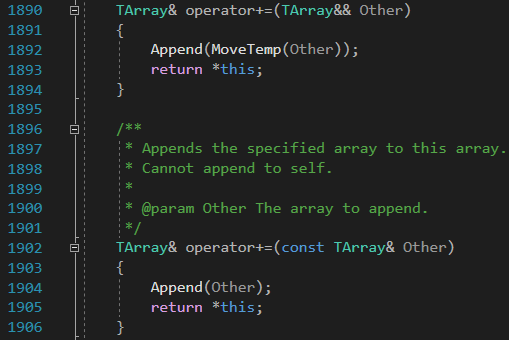 1890 TArray& operator+=(TArray&& Other)
1891 {
1892 Append(MoveTemp(Other));
1893 return *this;
1894 }
1895
1896 /**
1897 * Appends the specified array to this array.
1898 * Cannot append to self.
1899 *
1900 * @param Other The array to append.
1901 */
1902 TArray& operator+=(const TArray& Other)
1903 {
1904 Append(Other);
1905 return *this;
1906 }